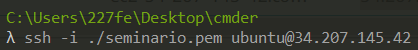 C:\Users\227fe\Desktop\cmder
λ ssh -i ./seminario.pem ubuntu@34.207.145.42